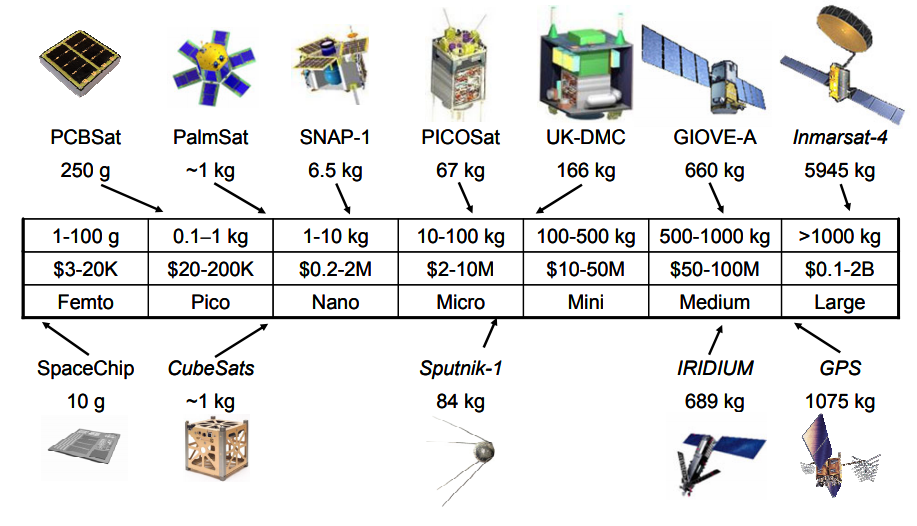 PCBSat PalmSat SNAP-1 PICOSat UK-DMC GIOVE-A Inmarsat-4
250 g ~1 kg 6.5 kg 67 kg 166 kg 660 kg 5945 kg
1-100 g 0.1–1 kg 1-10 kg 10-100 kg 100-500 kg 500-1000 kg >1000 kg
$3-20K $20-200K $0.2-2M $2-10M $10-50M $50-100M $0.1-2B
Femto Pico Nano Micro Mini Medium Large
SpaceChip CubeSats Sputnik-1 IRIDIUM GPS
10 g ~1 kg 84 kg 689 kg 1075 kg